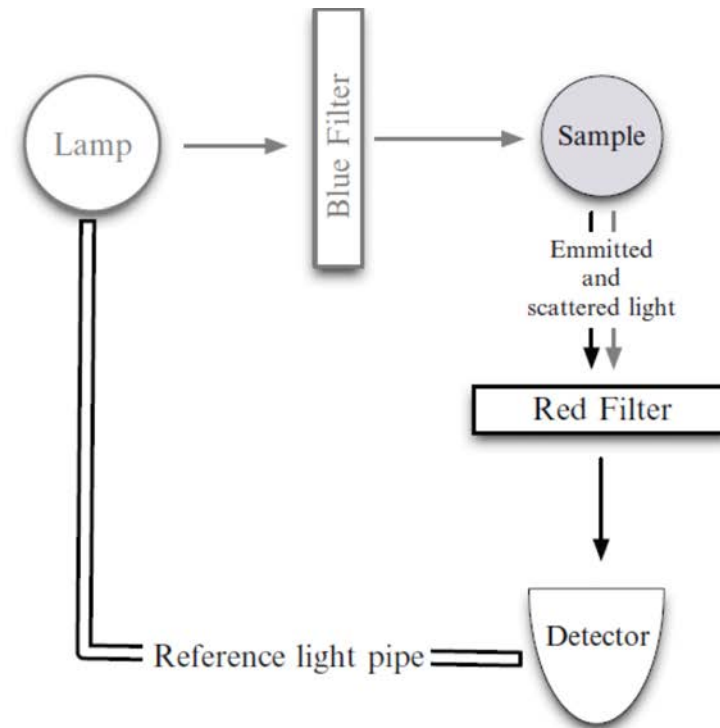 Lamp
Blue Filter
Sample
Emmitted
and
scattered light
Red Filter
Detector
Reference light pipe